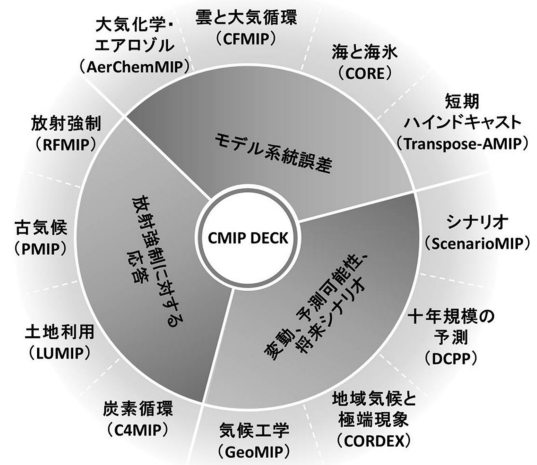 大気化学・
エアロゾル
(AerChemMIP)
雲と大気循環
(CFMIP)
海と海氷
(CORE)
短期
ハインドキャスト
(Transpose-AMIP)
放射強制
(RFMIP)
モデル系統誤差
古気候
(PMIP)
放射強制に対する
応答
CMIP DECK
シナリオ
(ScenarioMIP)
変動、予測可能性、
将来シナリオ
十年規模の
予測
(DCPP)
土地利用
(LUMIP)
炭素循環
(C4MIP)
気候工学
(GeoMIP)
地域気候と
極端現象
(CORDEX)